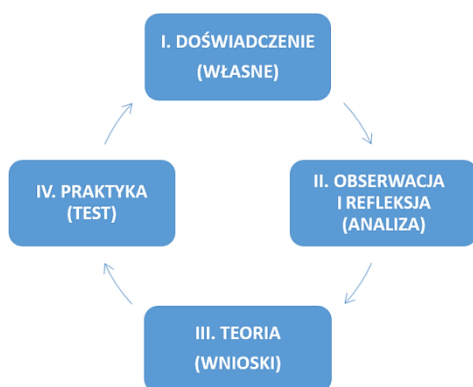 I. DOŚWIADCZENIE
(WŁASNE)
II. OBSERWACJA
I REFLEKSJA
(ANALIZA)
III. TEORIA
(WNIOSKI)
IV. PRAKTYKA
(TEST)